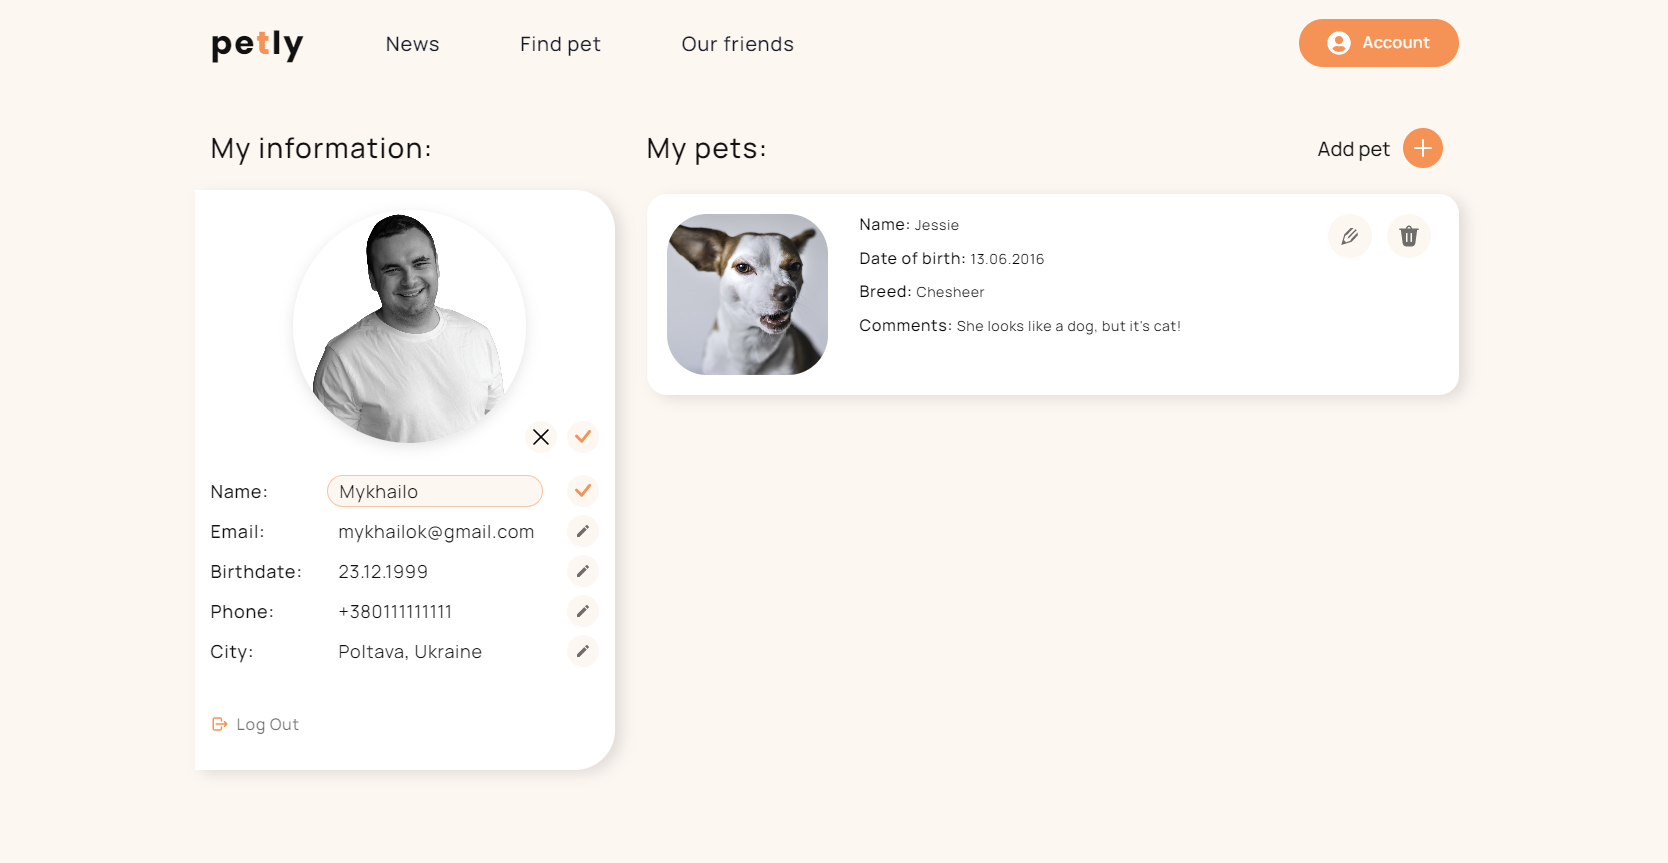 petly
News
Find pet
Our friends
Account
My information:
Name: Mykhailo
Email: mykhailok@gmail.com
Birthdate: 23.12.1999
Phone: +380111111111
City: Poltava, Ukraine
Log Out
My pets:
Add pet
Name: Jessie
Date of birth: 13.06.2016
Breed: Chesheer
Comments: She looks like a dog, but it's cat!